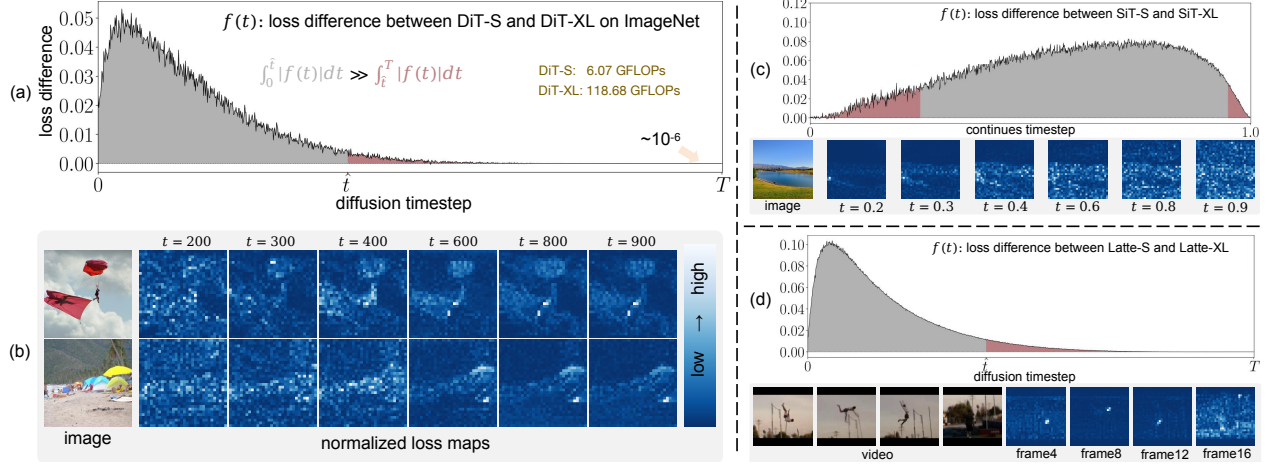 (a)
loss difference
0.05
0.04
0.03
0.02
0.01
0.00
f(t): loss difference between DiT-S and DiT-XL on ImageNet
∫₀^t̂ |f(t)|dt ≫ ∫_t̂^T |f(t)|dt
DiT-S: 6.07 GFLOPs
DiT-XL: 118.68 GFLOPs
~10⁻⁶
0 t̂ T
diffusion timestep
(b)
t = 200 t = 300 t = 400 t = 600 t = 800 t = 900
low → high
image
normalized loss maps
(c)
0.12
0.10
0.08
0.06
0.04
0.02
0.00
f(t): loss difference between SiT-S and SiT-XL
0 1.0
continues timestep
image
t = 0.2 t = 0.3 t = 0.4 t = 0.6 t = 0.8 t = 0.9
(d)
0.10
0.08
0.06
0.04
0.02
0.00
f(t): loss difference between Latte-S and Latte-XL
0 t̂ T
diffusion timestep
video
frame4 frame8 frame12 frame16